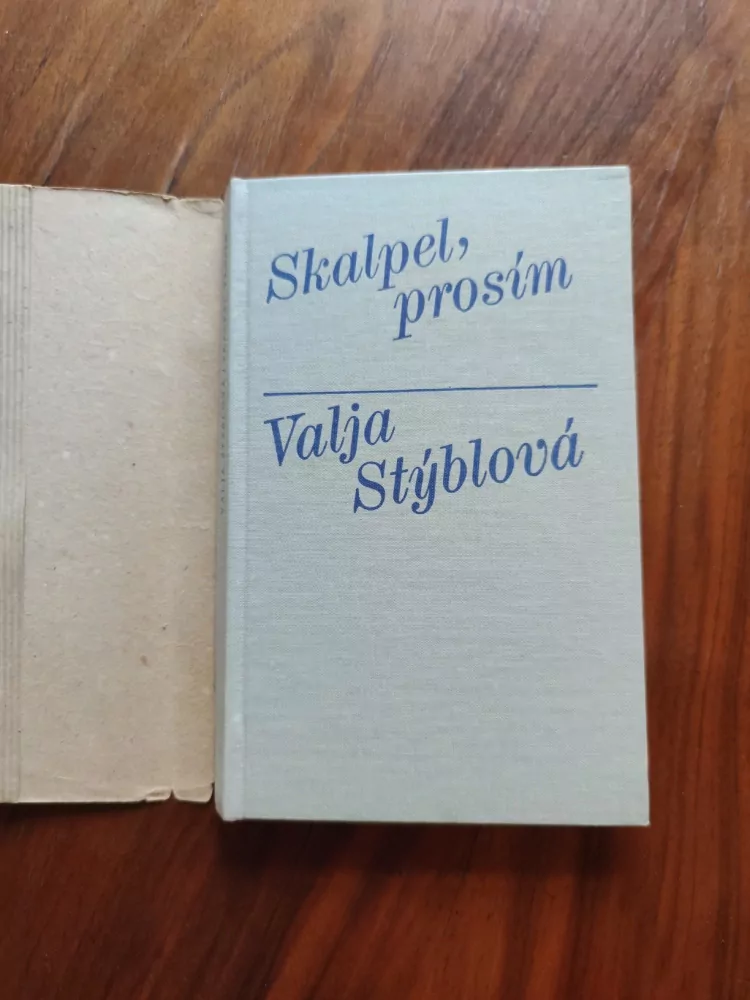 Skalpel,
prosím
Valja
Stýblová